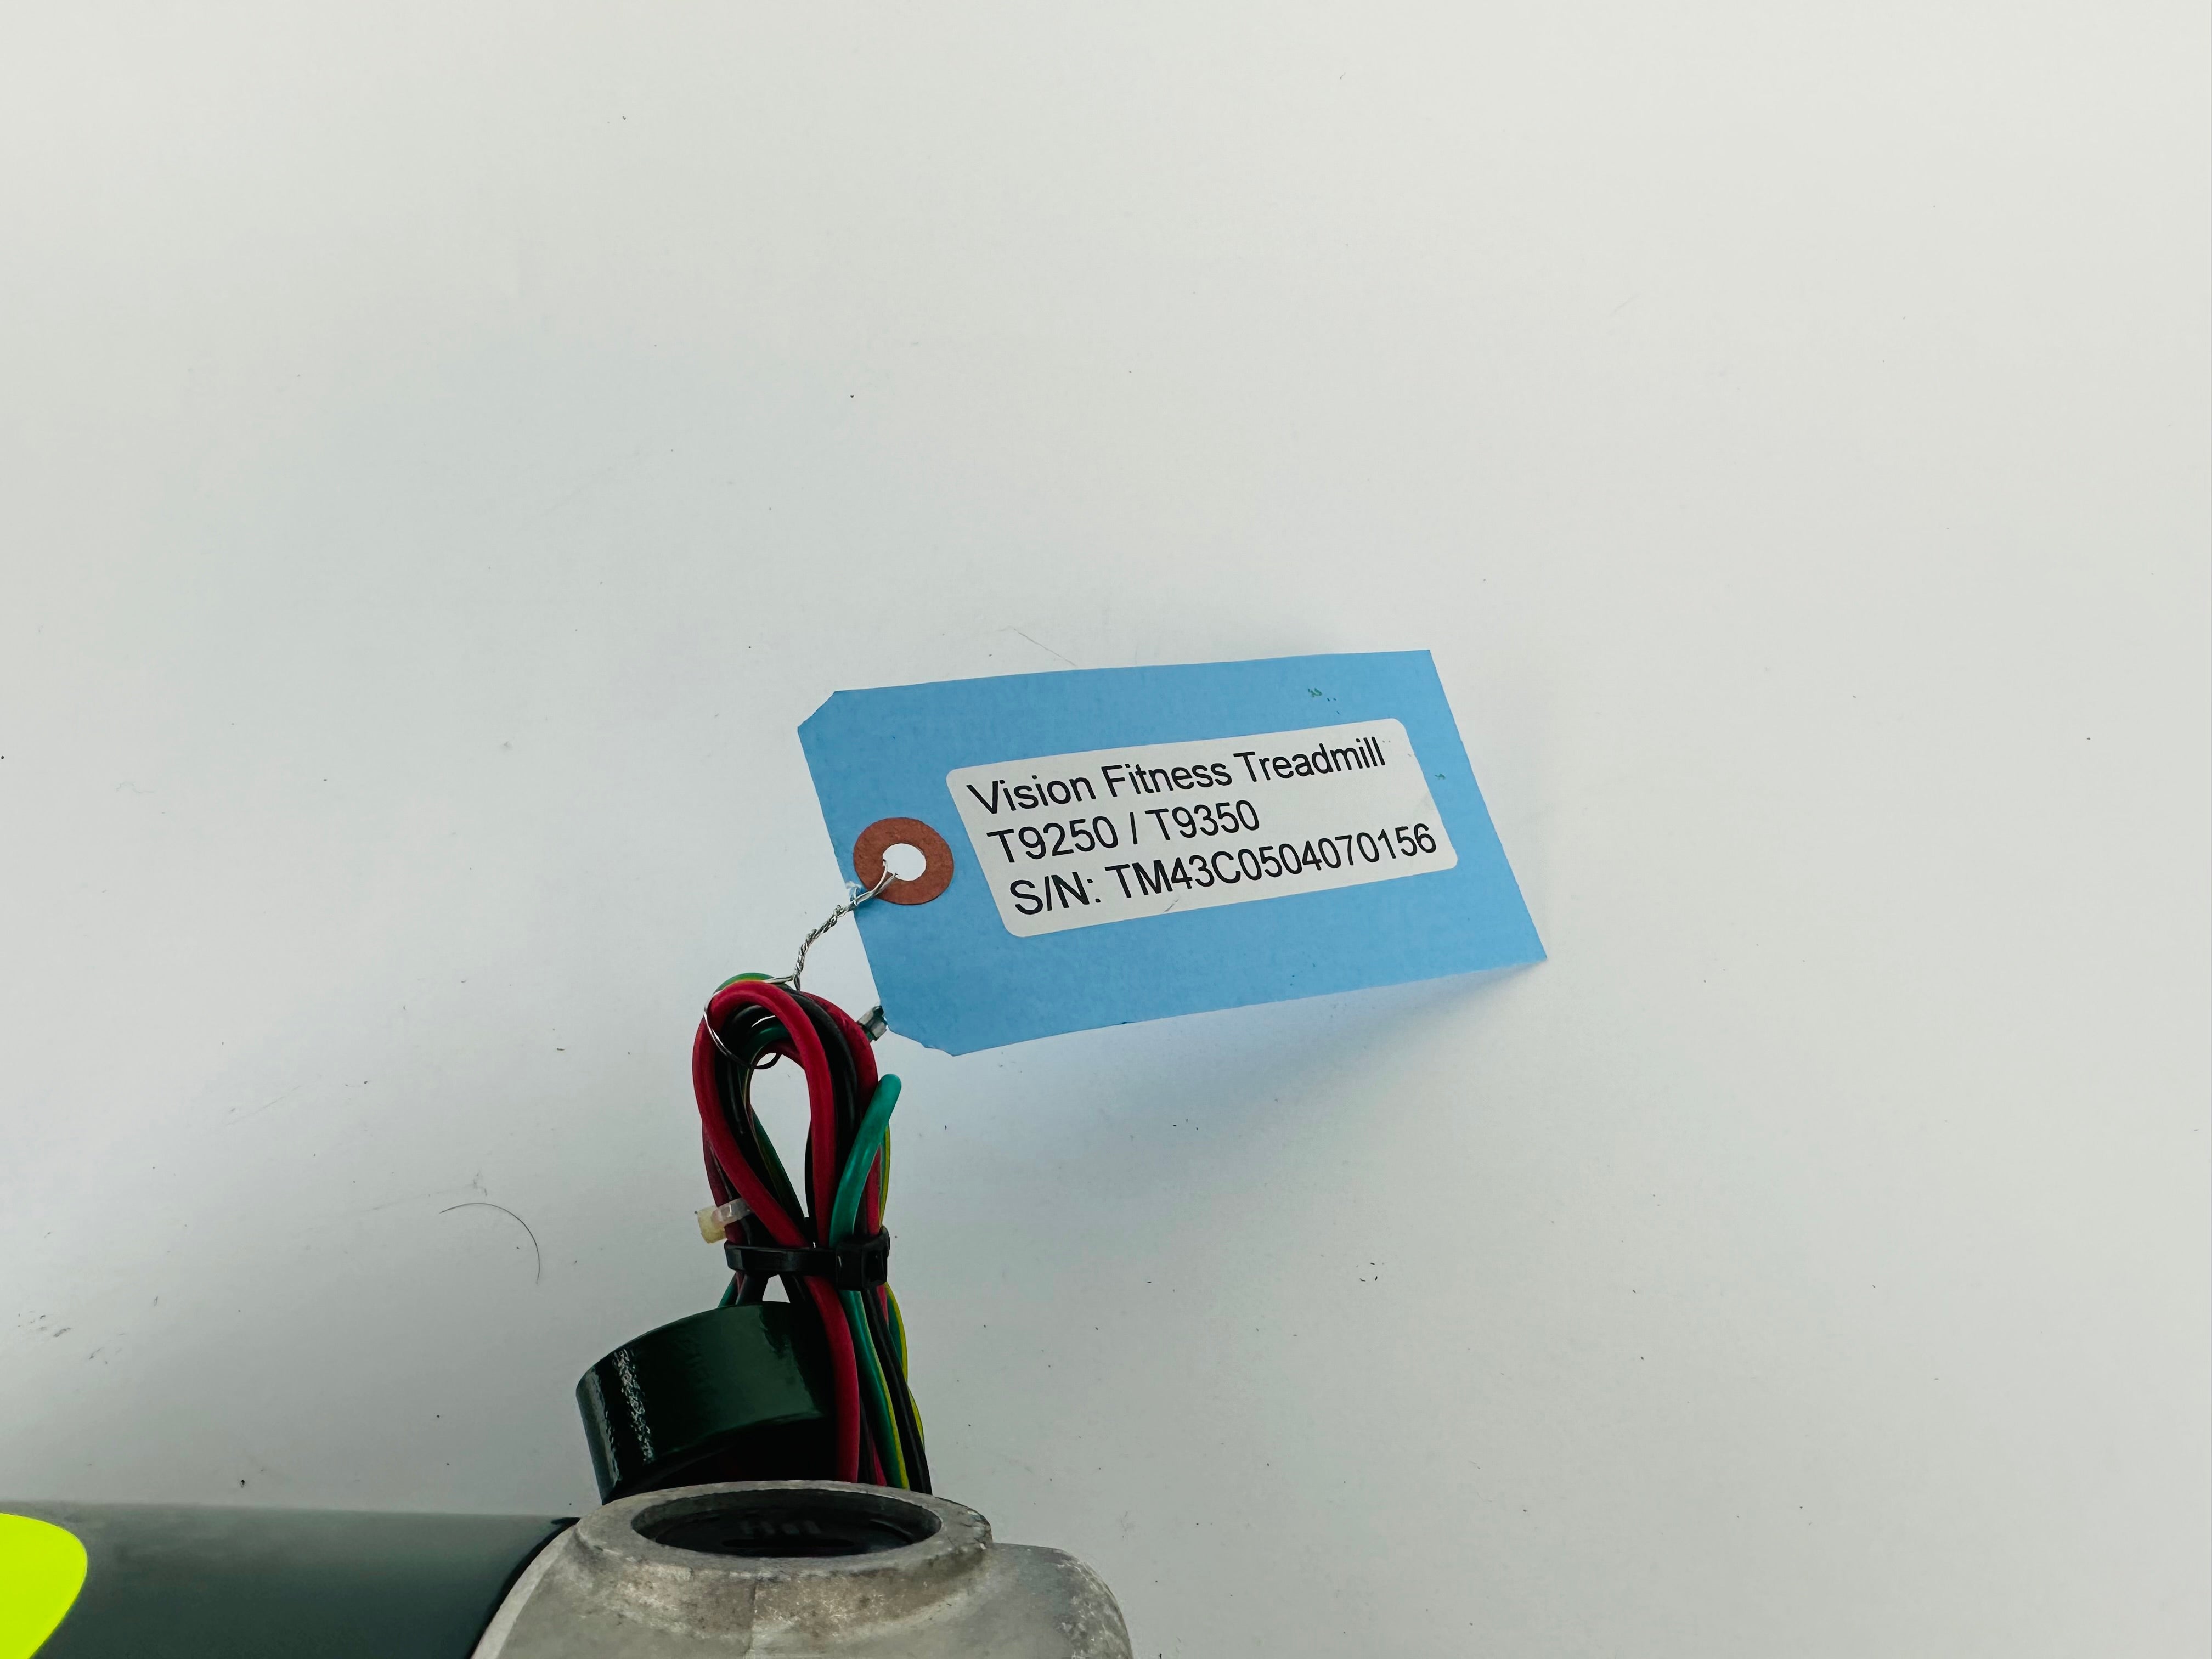 Vision Fitness Treadmill
T9250 / T9350
S/N: TM43C0504070156